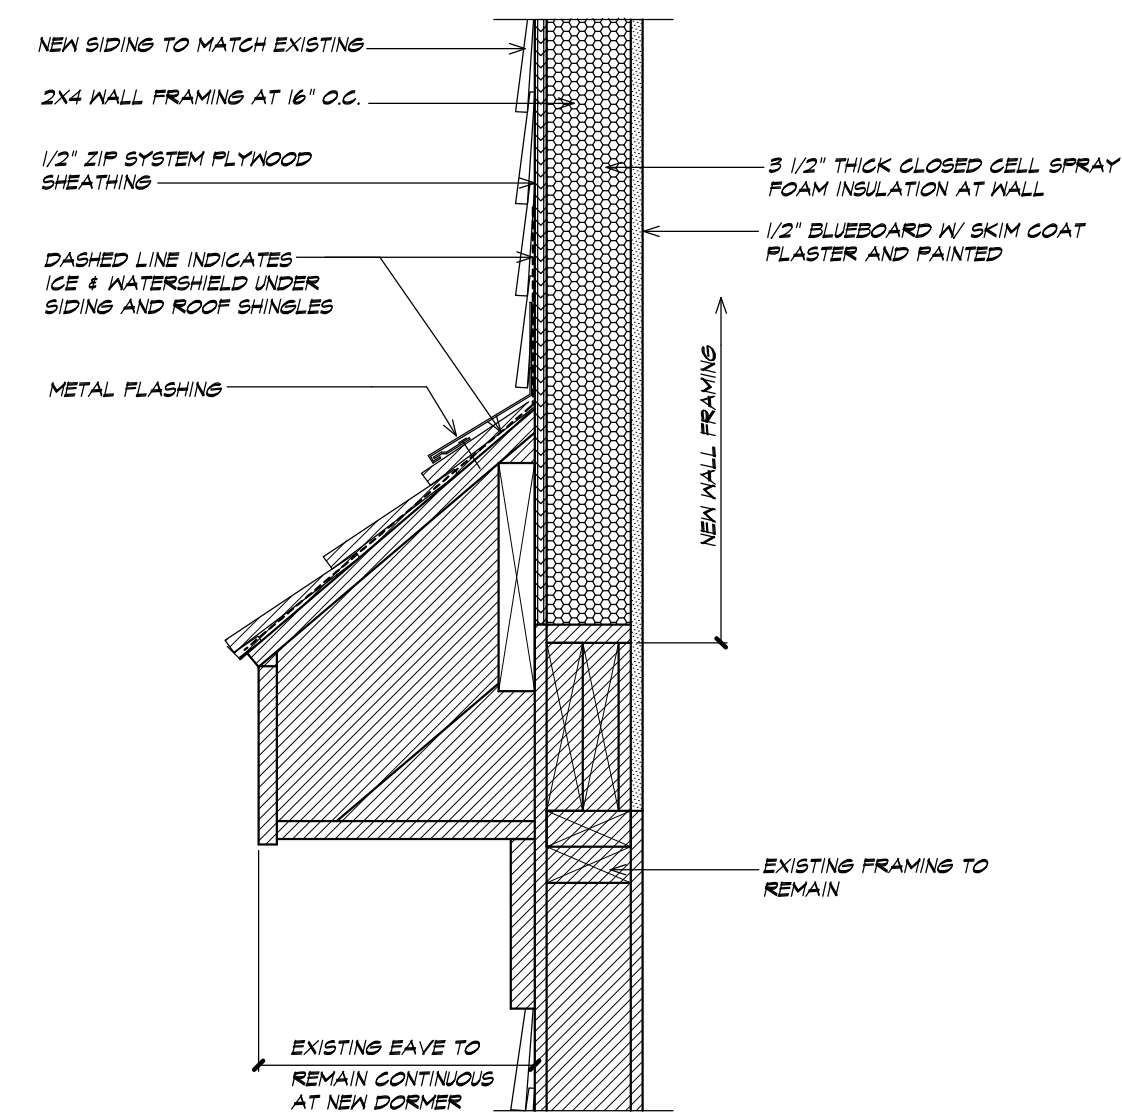 NEW SIDING TO MATCH EXISTING
2X4 WALL FRAMING AT 16" O.C.
1/2" ZIP SYSTEM PLYWOOD
SHEATHING
DASHED LINE INDICATES
ICE & WATERSHIELD UNDER
SIDING AND ROOF SHINGLES
METAL FLASHING
3 1/2" THICK CLOSED CELL SPRAY
FOAM INSULATION AT WALL
1/2" BLUEBOARD W/ SKIM COAT
PLASTER AND PAINTED
NEW WALL FRAMING
EXISTING FRAMING TO
REMAIN
EXISTING EAVE TO
REMAIN CONTINUOUS
AT NEW DORMER